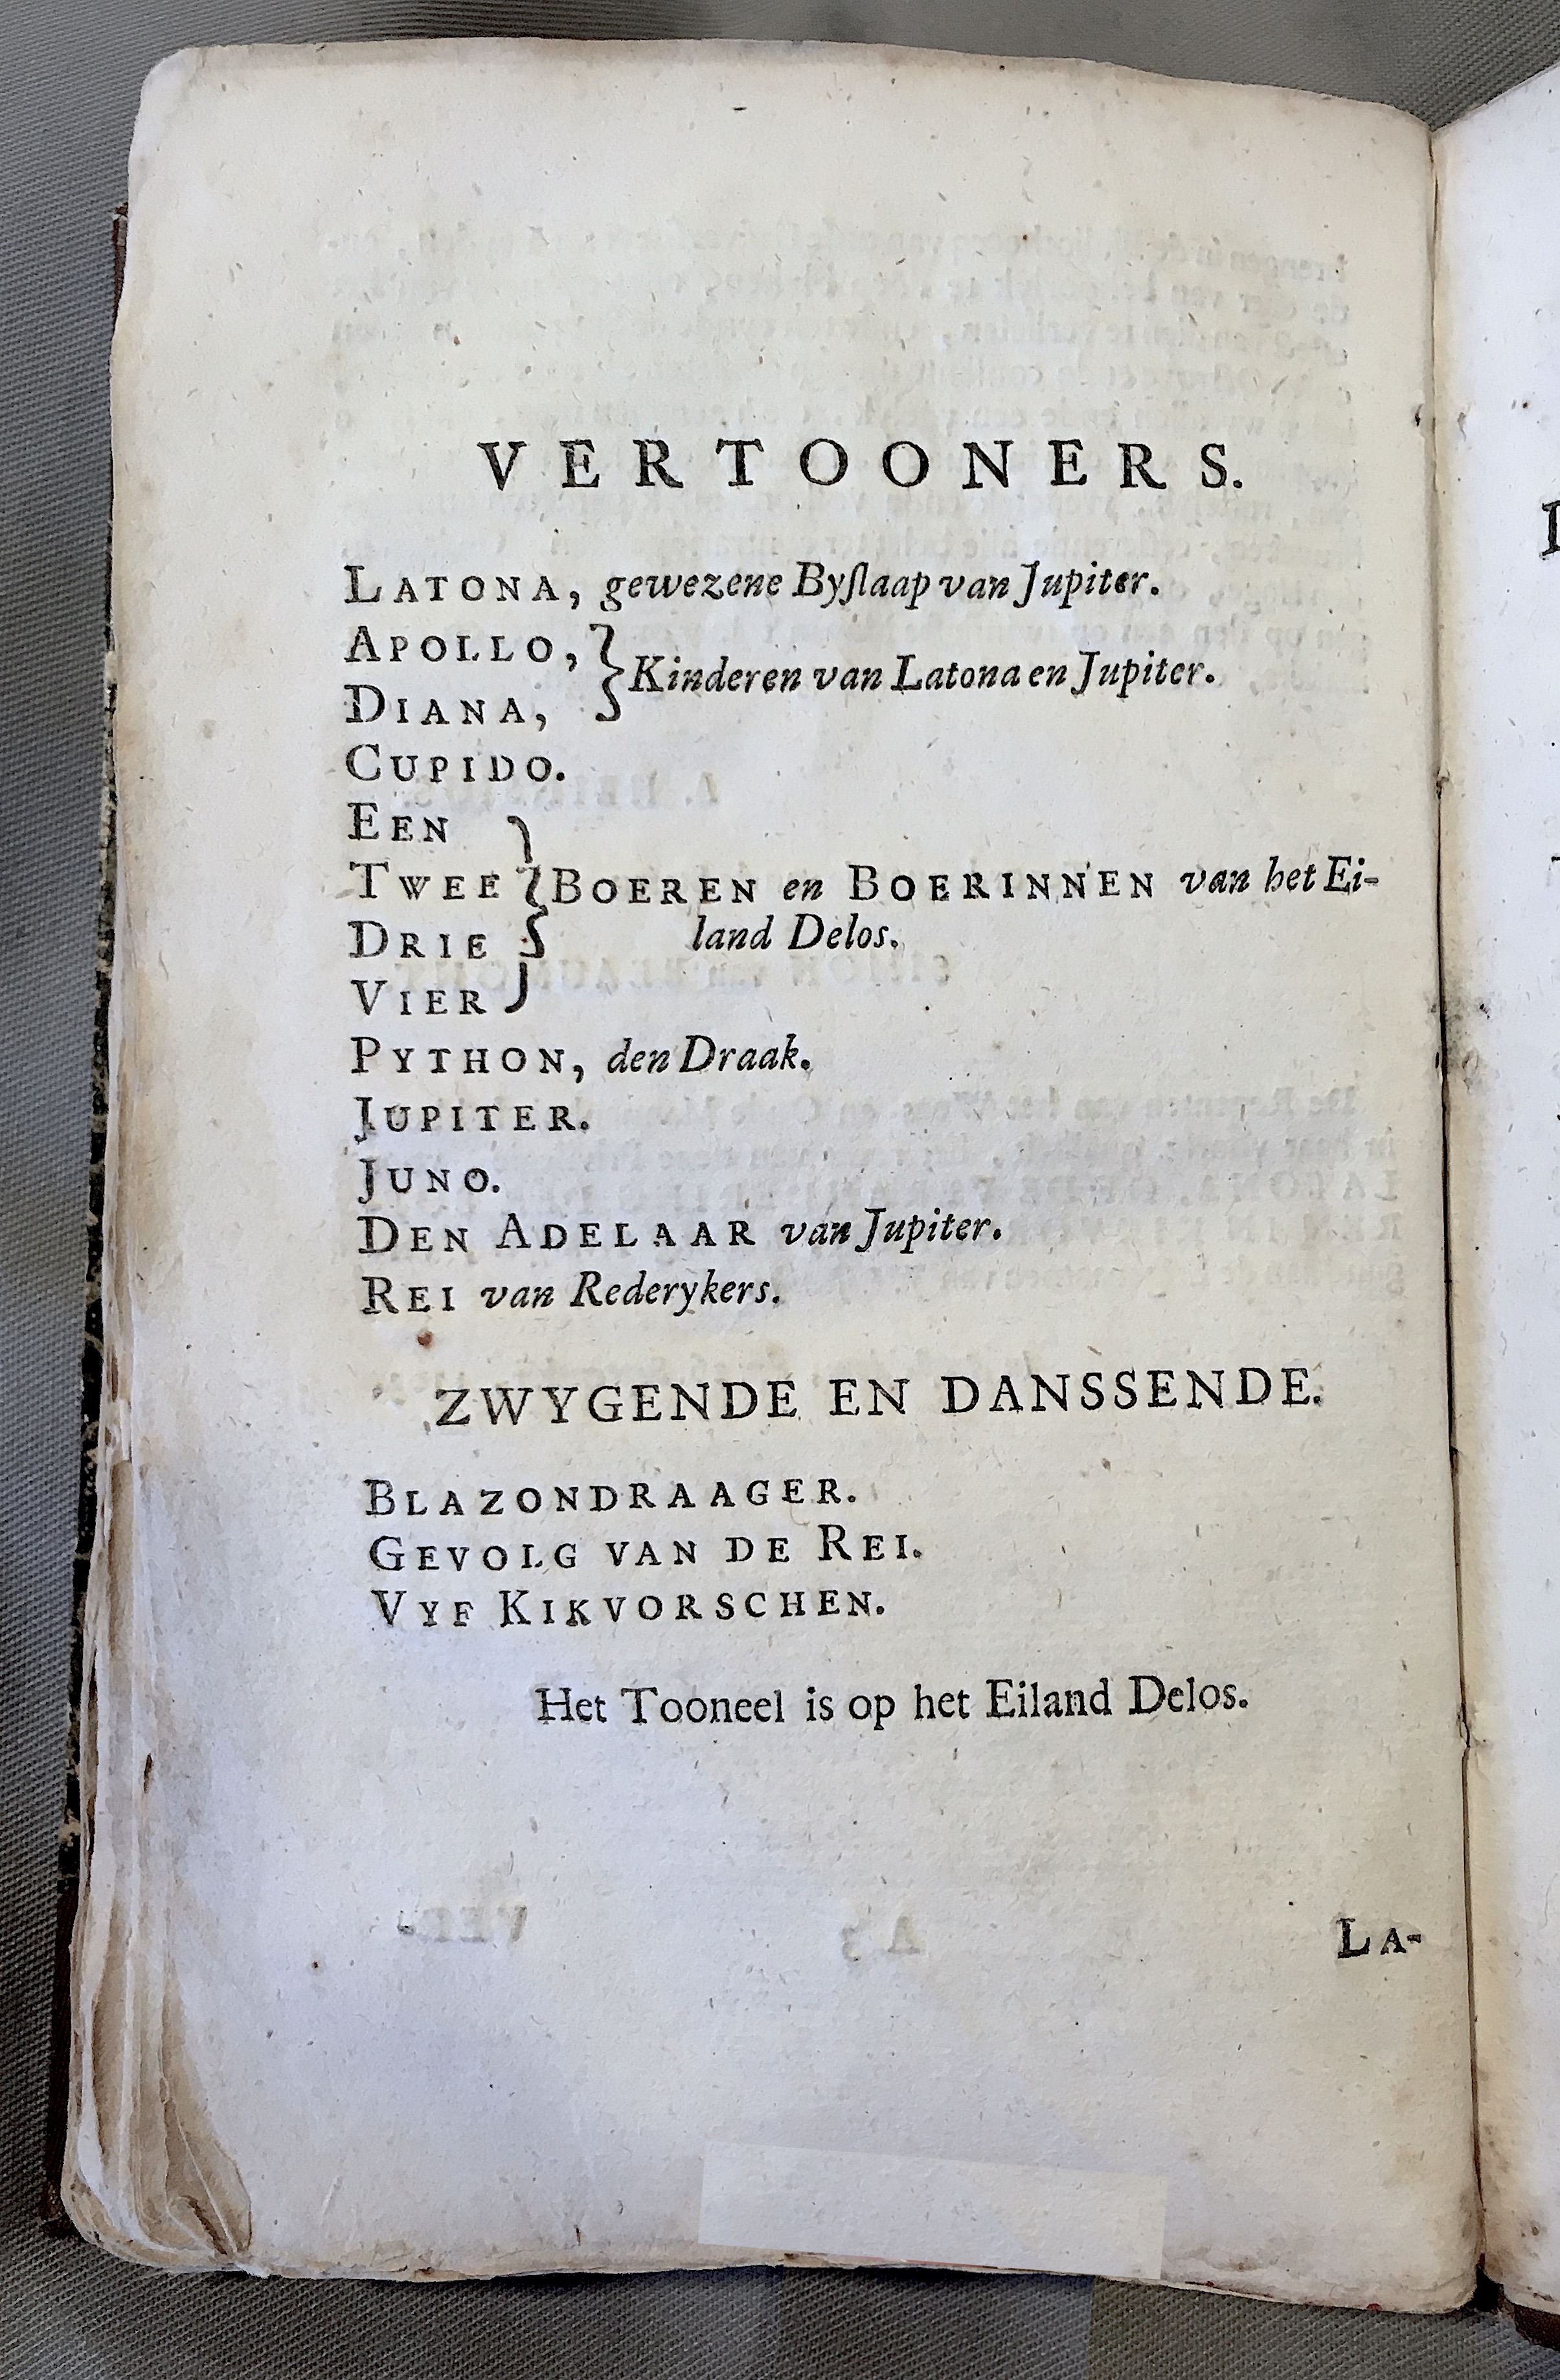 VERTOONERS.
LATONA, gewezene Byſlaap van Jupiter.
APOLLO,
DIANA,
} Kinderen van Latona en Jupiter.
CUPIDO.
EEN
TWEE
DRIE
VIER
} BOEREN en BOERINNEN van het Ei-
land Delos.
PYTHON, den Draak.
JUPITER.
JUNO.
DEN ADELAAR van Jupiter.
REI van Rederykers.
ZWYGENDE EN DANSSENDE.
BLAZONDRAAGER.
GEVOLG VAN DE REI.
VYF KIKVORSCHEN.
Het Tooneel is op het Eiland Delos.
LA-